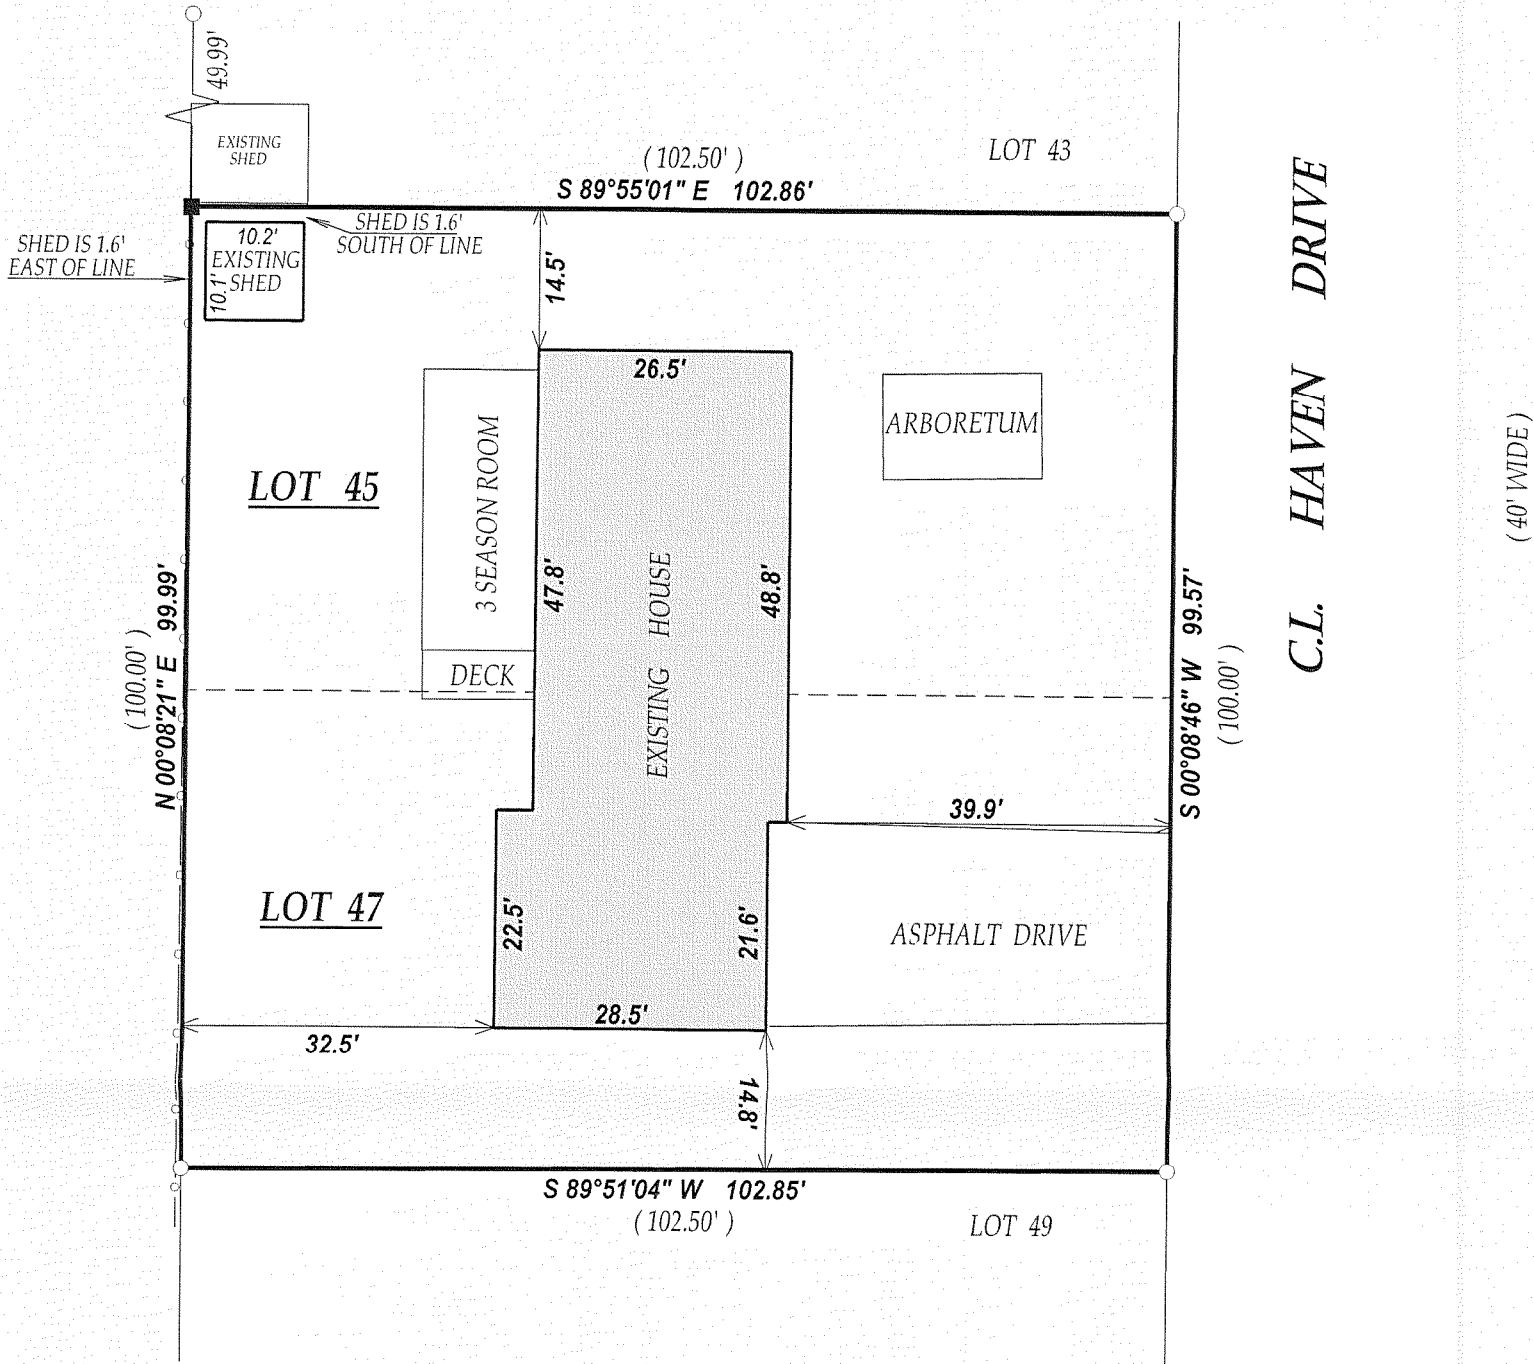 49.99'
EXISTING
SHED
( 102.50' )
S 89°55'01" E 102.86'
LOT 43
SHED IS 1.6'
EAST OF LINE
10.2'
EXISTING
SHED
10.1'
SHED IS 1.6'
SOUTH OF LINE
14.5'
26.5'
ARBORETUM
LOT 45
3 SEASON ROOM
47.8'
EXISTING HOUSE
48.8'
DECK
N 00°08'21" E 99.99'
( 100.00' )
S 00°08'46" W 99.57'
( 100.00' )
C.L. HAVEN DRIVE
( 40' WIDE )
39.9'
LOT 47
22.5'
21.6'
ASPHALT DRIVE
28.5'
32.5'
14.8'
S 89°51'04" W 102.85'
( 102.50' )
LOT 49